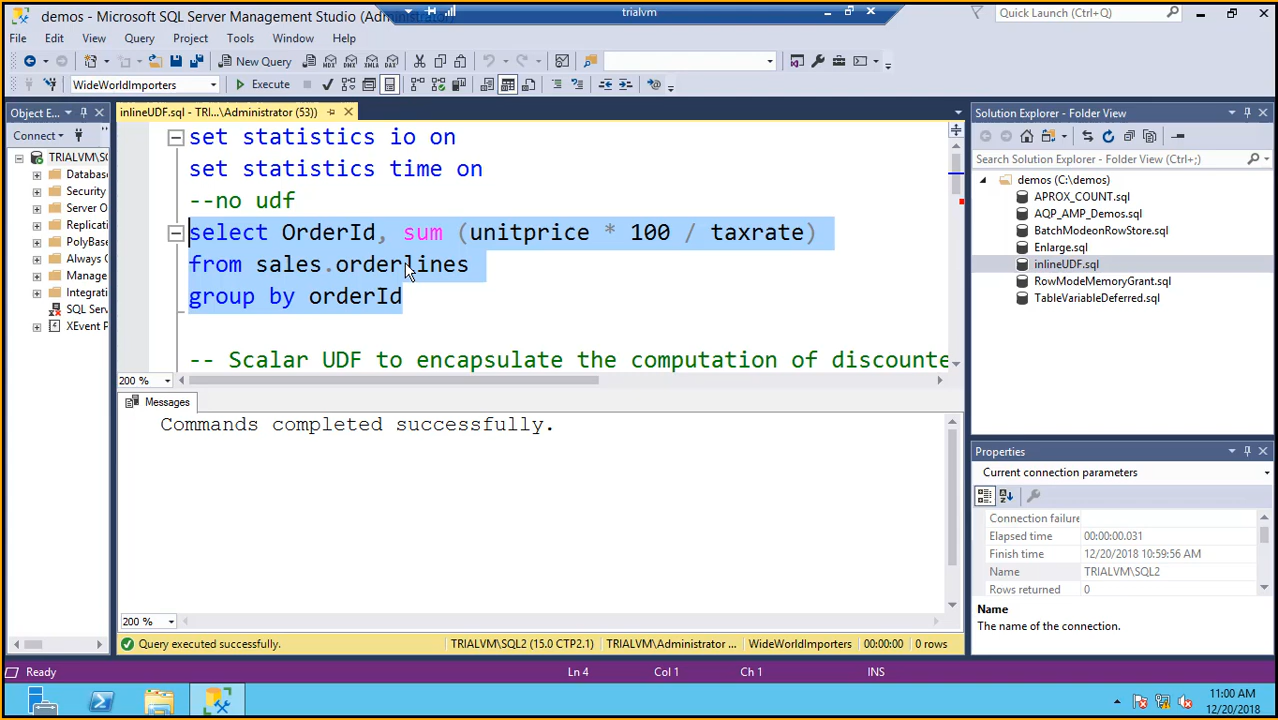 demos - Microsoft SQL Server Management Studio (Administrator)
trialvm
Quick Launch (Ctrl+Q)
File Edit View Query Project Tools Window Help
New Query
MDX DMX XMLA DAX
WideWorldImporters
Execute
Object E...
Connect
TRIALVM\SQ
Databas
Security
Server O
Replicati
PolyBase
Always O
Manage
Integrati
SQL Serv
XEvent P
inlineUDF.sql - TRI...\Administrator (53))
set statistics io on
set statistics time on
--no udf
select OrderId, sum (unitprice * 100 / taxrate)
from sales.orderlines
group by orderId
-- Scalar UDF to encapsulate the computation of discounte
200 %
Messages
Commands completed successfully.
200 %
Query executed successfully.
TRIALVM\SQL2 (15.0 CTP2.1)
TRIALVM\Administrator ...
WideWorldImporters
00:00:00
0 rows
Solution Explorer - Folder View
Search Solution Explorer - Folder View (Ctrl+;)
demos (C:\demos)
APROX_COUNT.sql
AQP_AMP_Demos.sql
BatchModeonRowStore.sql
Enlarge.sql
inlineUDF.sql
RowModeMemoryGrant.sql
TableVariableDeferred.sql
Properties
Current connection parameters
Connection failure
Elapsed time 00:00:00.031
Finish time 12/20/2018 10:59:56 AM
Name TRIALVM\SQL2
Rows returned 0
Name
The name of the connection.
Ready
Ln 4
Col 1
Ch 1
INS
11:00 AM
12/20/2018